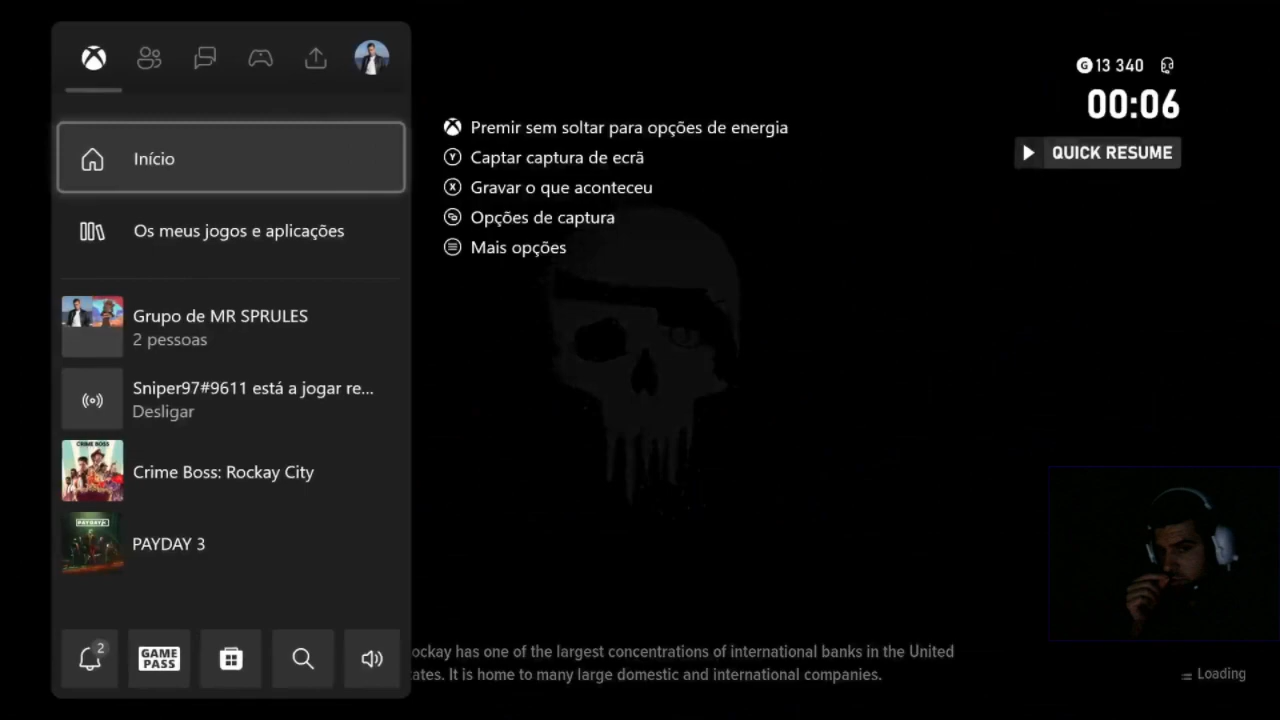 Início
Os meus jogos e aplicações
Grupo de MR SPRULES
2 pessoas
Sniper97#9611 está a jogar re...
Desligar
CRIME BOSS
Crime Boss: Rockay City
PAYDAY 3
PAYDAY 3
2
GAME
PASS
Premir sem soltar para opções de energia
Y Captar captura de ecrã
X Gravar o que aconteceu
Opções de captura
Mais opções
G 13 340
00:06
QUICK RESUME
ockay has one of the largest concentrations of international banks in the United
ates. It is home to many large domestic and international companies.
Loading